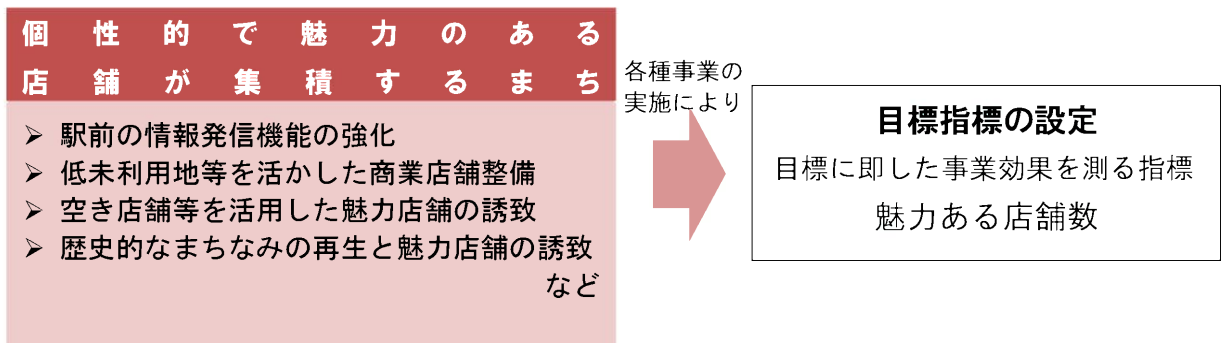 個性的で魅力のある
店舗が集積するまち
➢ 駅前の情報発信機能の強化
➢ 低未利用地等を活かした商業店舗整備
➢ 空き店舗等を活用した魅力店舗の誘致
➢ 歴史的なまちなみの再生と魅力店舗の誘致
など
各種事業の
実施により
目標指標の設定
目標に即した事業効果を測る指標
魅力ある店舗数